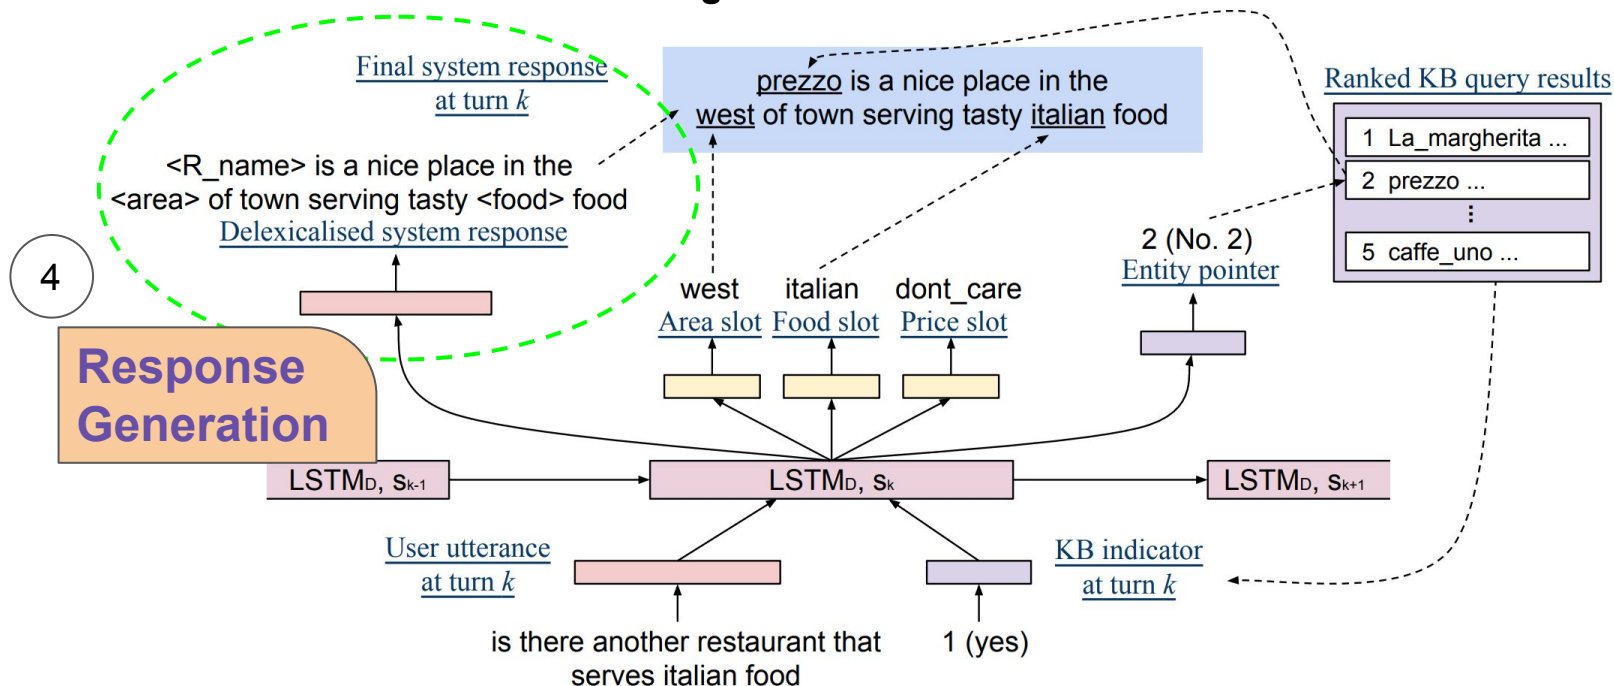 g
Final system response
at turn k
prezzo is a nice place in the
west of town serving tasty italian food
Ranked KB query results
1 La_margherita ...
2 prezzo ...
⋮
5 caffe_uno ...
<R_name> is a nice place in the
<area> of town serving tasty <food> food
Delexicalised system response
4
Response
Generation
west
Area slot
italian
Food slot
dont_care
Price slot
2 (No. 2)
Entity pointer
LSTMD, sk-1
LSTMD, sk
LSTMD, sk+1
User utterance
at turn k
KB indicator
at turn k
is there another restaurant that
serves italian food
1 (yes)